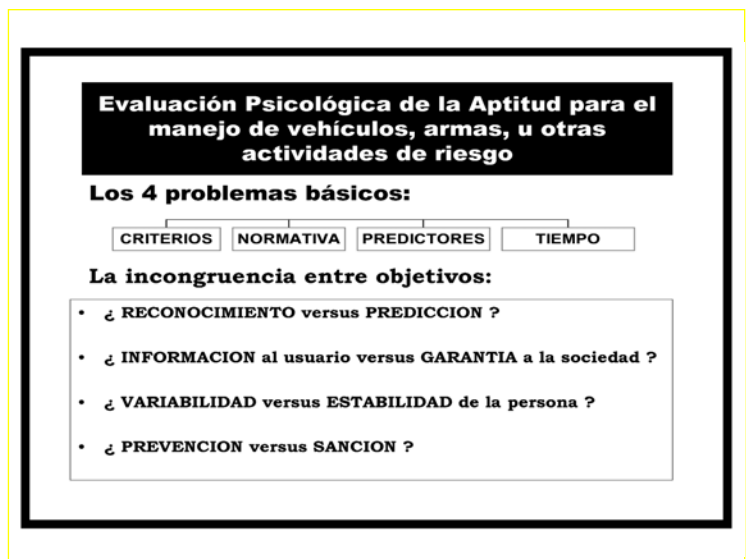 Evaluación Psicológica de la Aptitud para el
manejo de vehículos, armas, u otras
actividades de riesgo
Los 4 problemas básicos:
CRITERIOS NORMATIVA PREDICTORES TIEMPO
La incongruencia entre objetivos:
• ¿ RECONOCIMIENTO versus PREDICCION ?
• ¿ INFORMACION al usuario versus GARANTIA a la sociedad ?
• ¿ VARIABILIDAD versus ESTABILIDAD de la persona ?
• ¿ PREVENCION versus SANCION ?